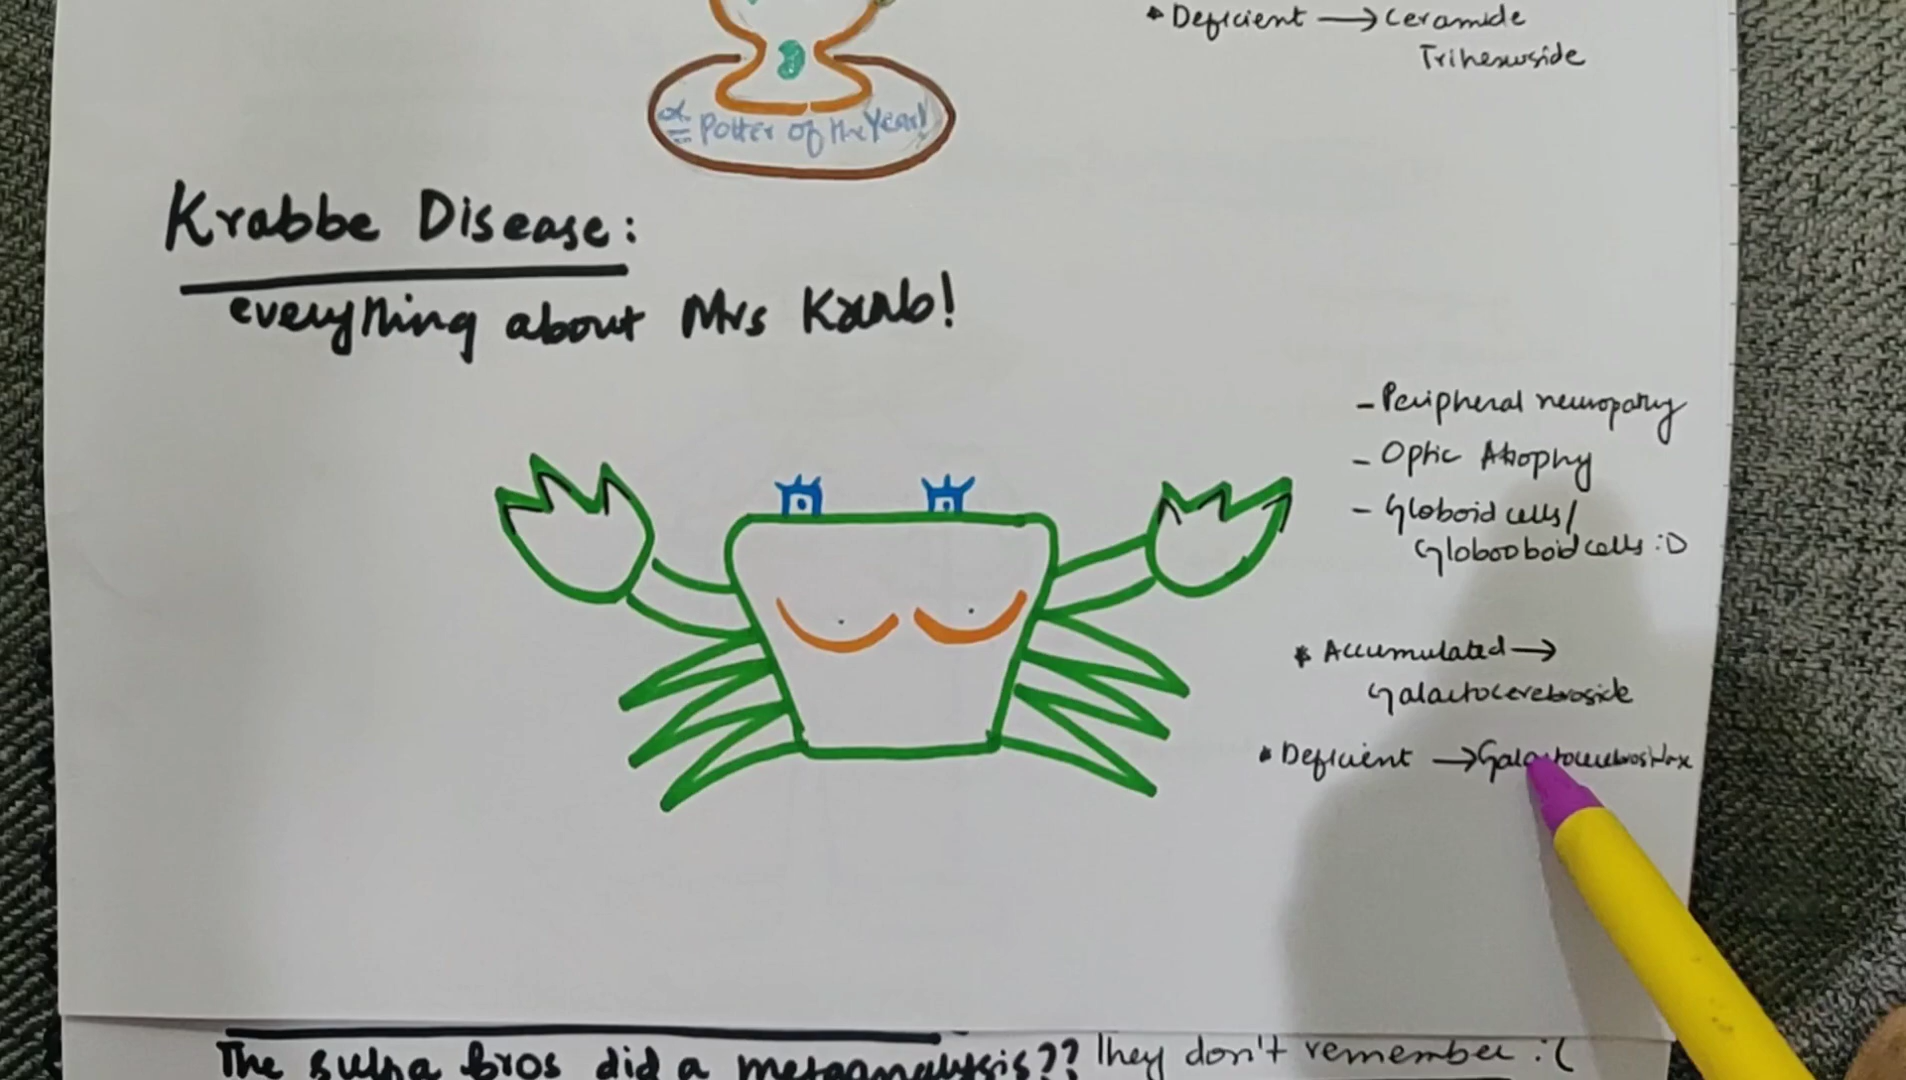 * Deficient → Ceramide
Trihexoside
α = Potter of the Year!
Krabbe Disease:
everything about Mrs Krab!
- Peripheral neuropathy
- Optic Atrophy
- Globoid cells/
Globooboid cells :D
* Accumulated →
Galactocerebroside
* Deficient →
The sulfa bros did a metaanalysis?? They don't remember :(